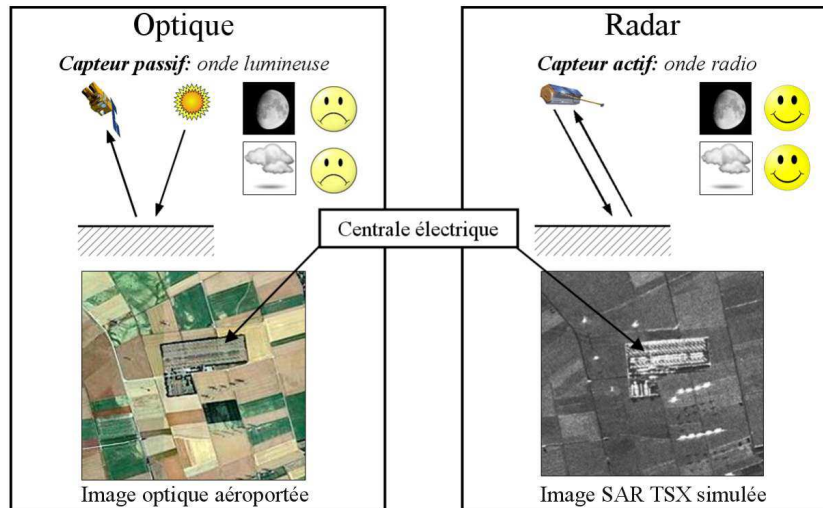 Optique
Capteur passif: onde lumineuse
Radar
Capteur actif: onde radio
Centrale électrique
Image optique aéroportée
Image SAR TSX simulée